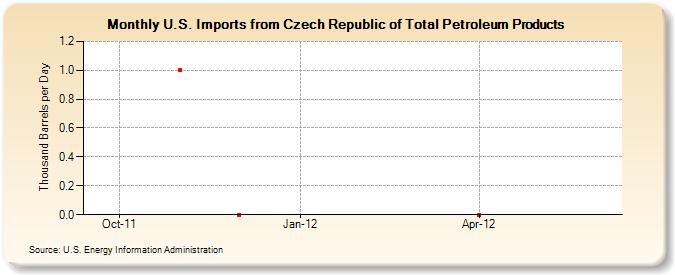 Monthly U.S. Imports from Czech Republic of Total Petroleum Products
Thousand Barrels per Day
1.2
1.0
0.8
0.6
0.4
0.2
0.0
Oct-11
Jan-12
Apr-12
Source: U.S. Energy Information Administration